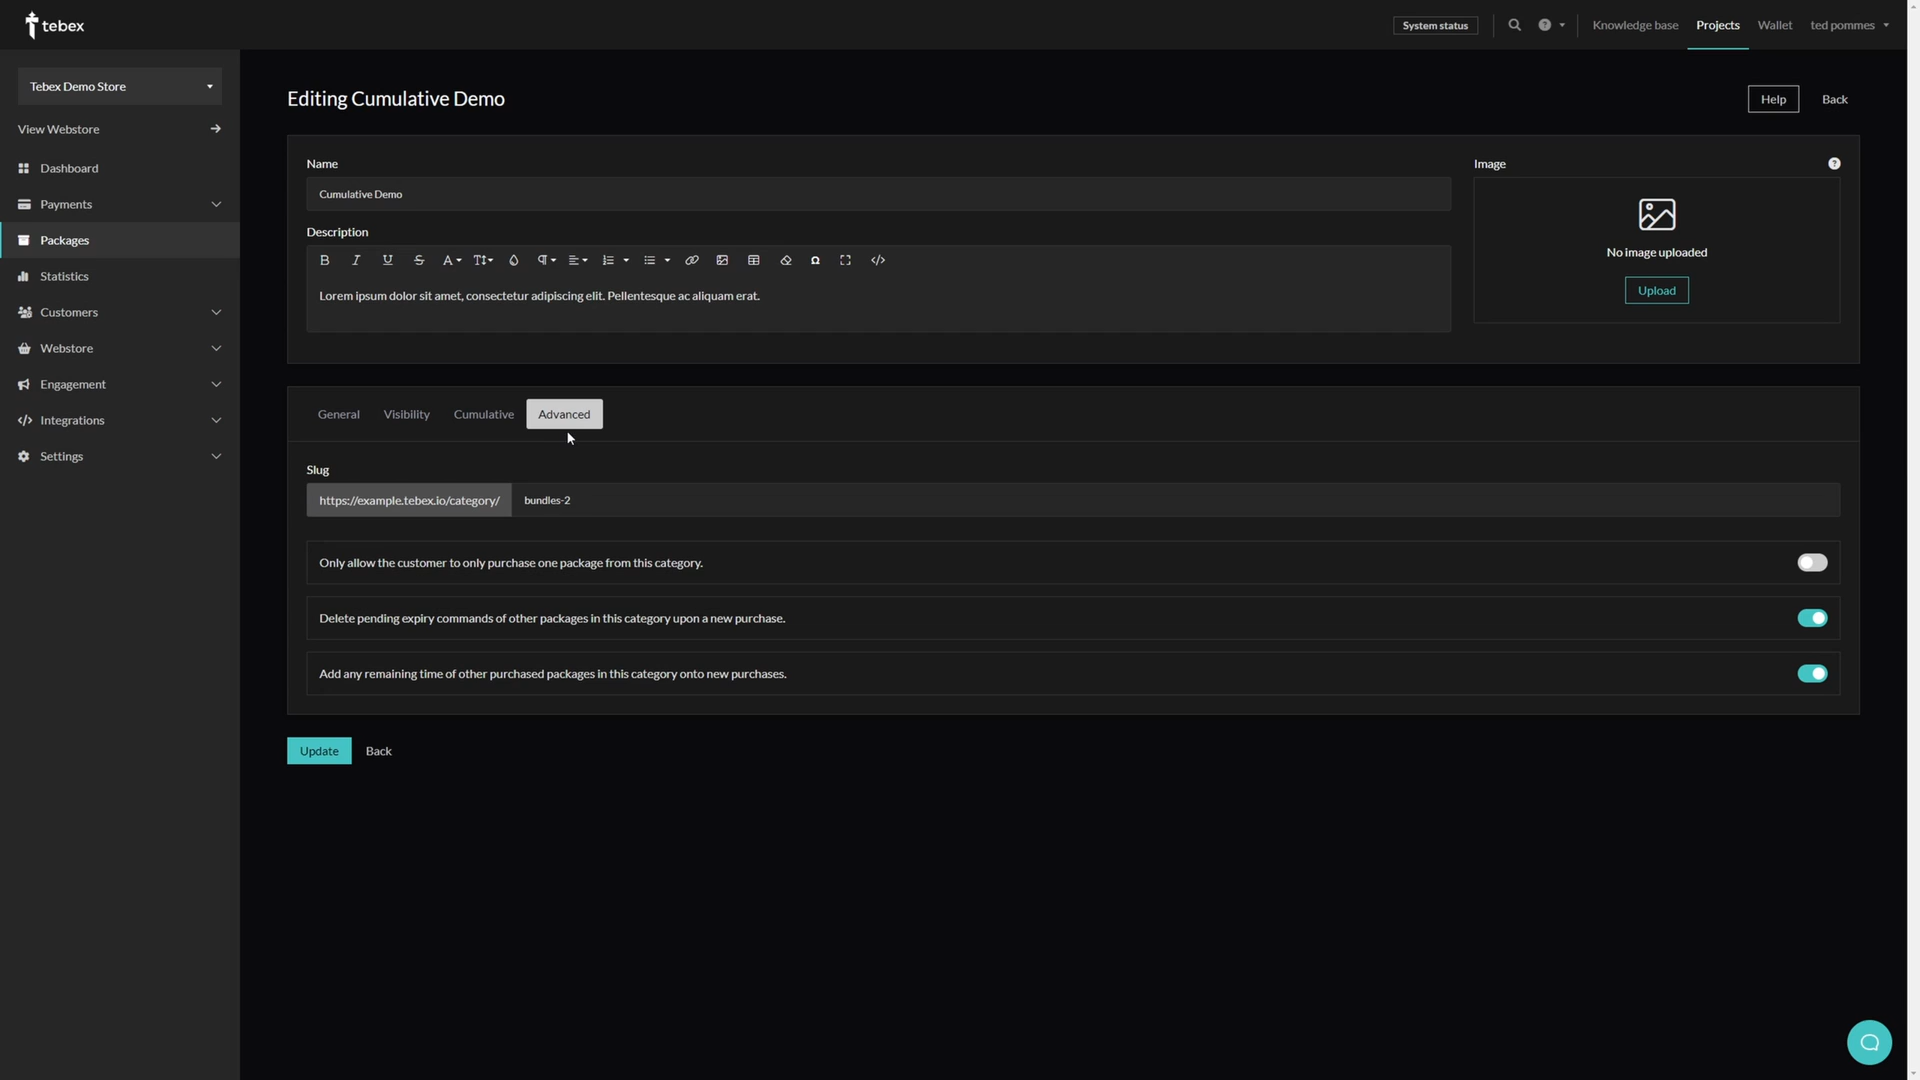 tebex
System status
Knowledge base
Projects
Wallet
ted pommes
Tebex Demo Store
View Webstore
Dashboard
Payments
Packages
Statistics
Customers
Webstore
Engagement
Integrations
Settings
Editing Cumulative Demo
Help
Back
Name
Cumulative Demo
Description
Lorem ipsum dolor sit amet, consectetur adipiscing elit. Pellentesque ac aliquam erat.
Image
No image uploaded
Upload
General
Visibility
Cumulative
Advanced
Slug
https://example.tebex.io/category/
bundles-2
Only allow the customer to only purchase one package from this category.
Delete pending expiry commands of other packages in this category upon a new purchase.
Add any remaining time of other purchased packages in this category onto new purchases.
Update
Back